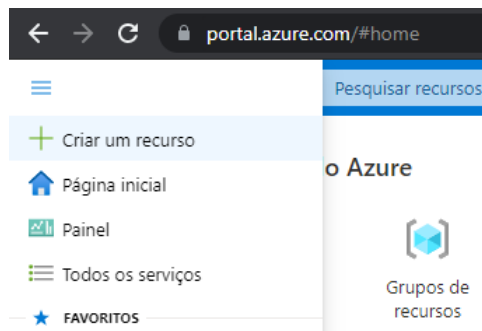 portal.azure.com/#home
Pesquisar recursos
Criar um recurso
Página inicial
Painel
Todos os serviços
FAVORITOS
o Azure
Grupos de
recursos